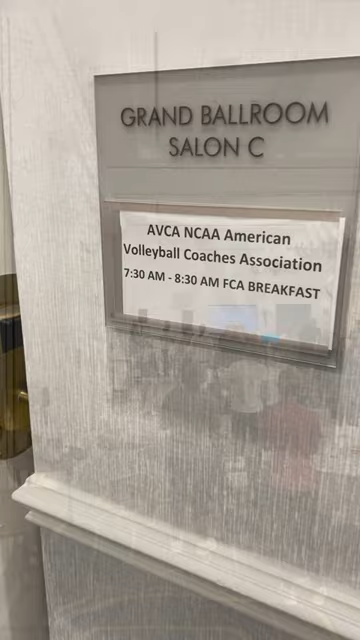 GRAND BALLROOM
SALON C
AVCA NCAA American
Volleyball Coaches Association
7:30 AM - 8:30 AM FCA BREAKFAST